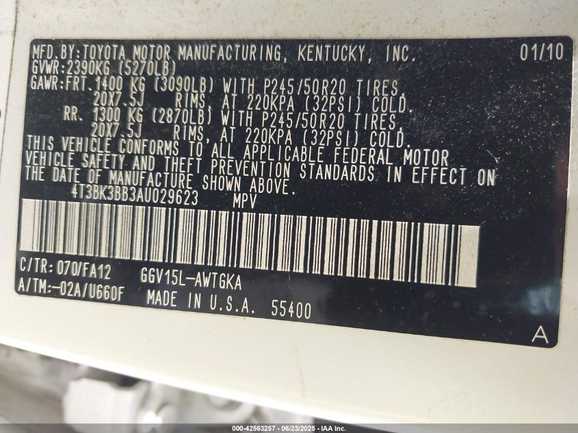 MFD.BY:TOYOTA MOTOR MANUFACTURING, KENTUCKY, INC. 01/10
GVWR:2390KG (5270LB)
GAWR:FRT.1400 KG (3090LB) WITH P245/50R20 TIRES,
20X7.5J RIMS, AT 220KPA (32PSI) COLD.
RR. 1300 KG (2870LB) WITH P245/50R20 TIRES,
20X7.5J RIMS, AT 220KPA (32PSI) COLD.
THIS VEHICLE CONFORMS TO ALL APPLICABLE FEDERAL MOTOR
VEHICLE SAFETY AND THEFT PREVENTION STANDARDS IN EFFECT ON
THE DATE OF MANUFACTURE SHOWN ABOVE.
4T3BK3BB3AU029623 MPV
C/TR:070/FA12 GGV15L-AWTGKA
A/TM:-02A/U660F MADE IN U.S.A. 55400
A
000-42563257 - 06/23/2025 - IAA Inc.